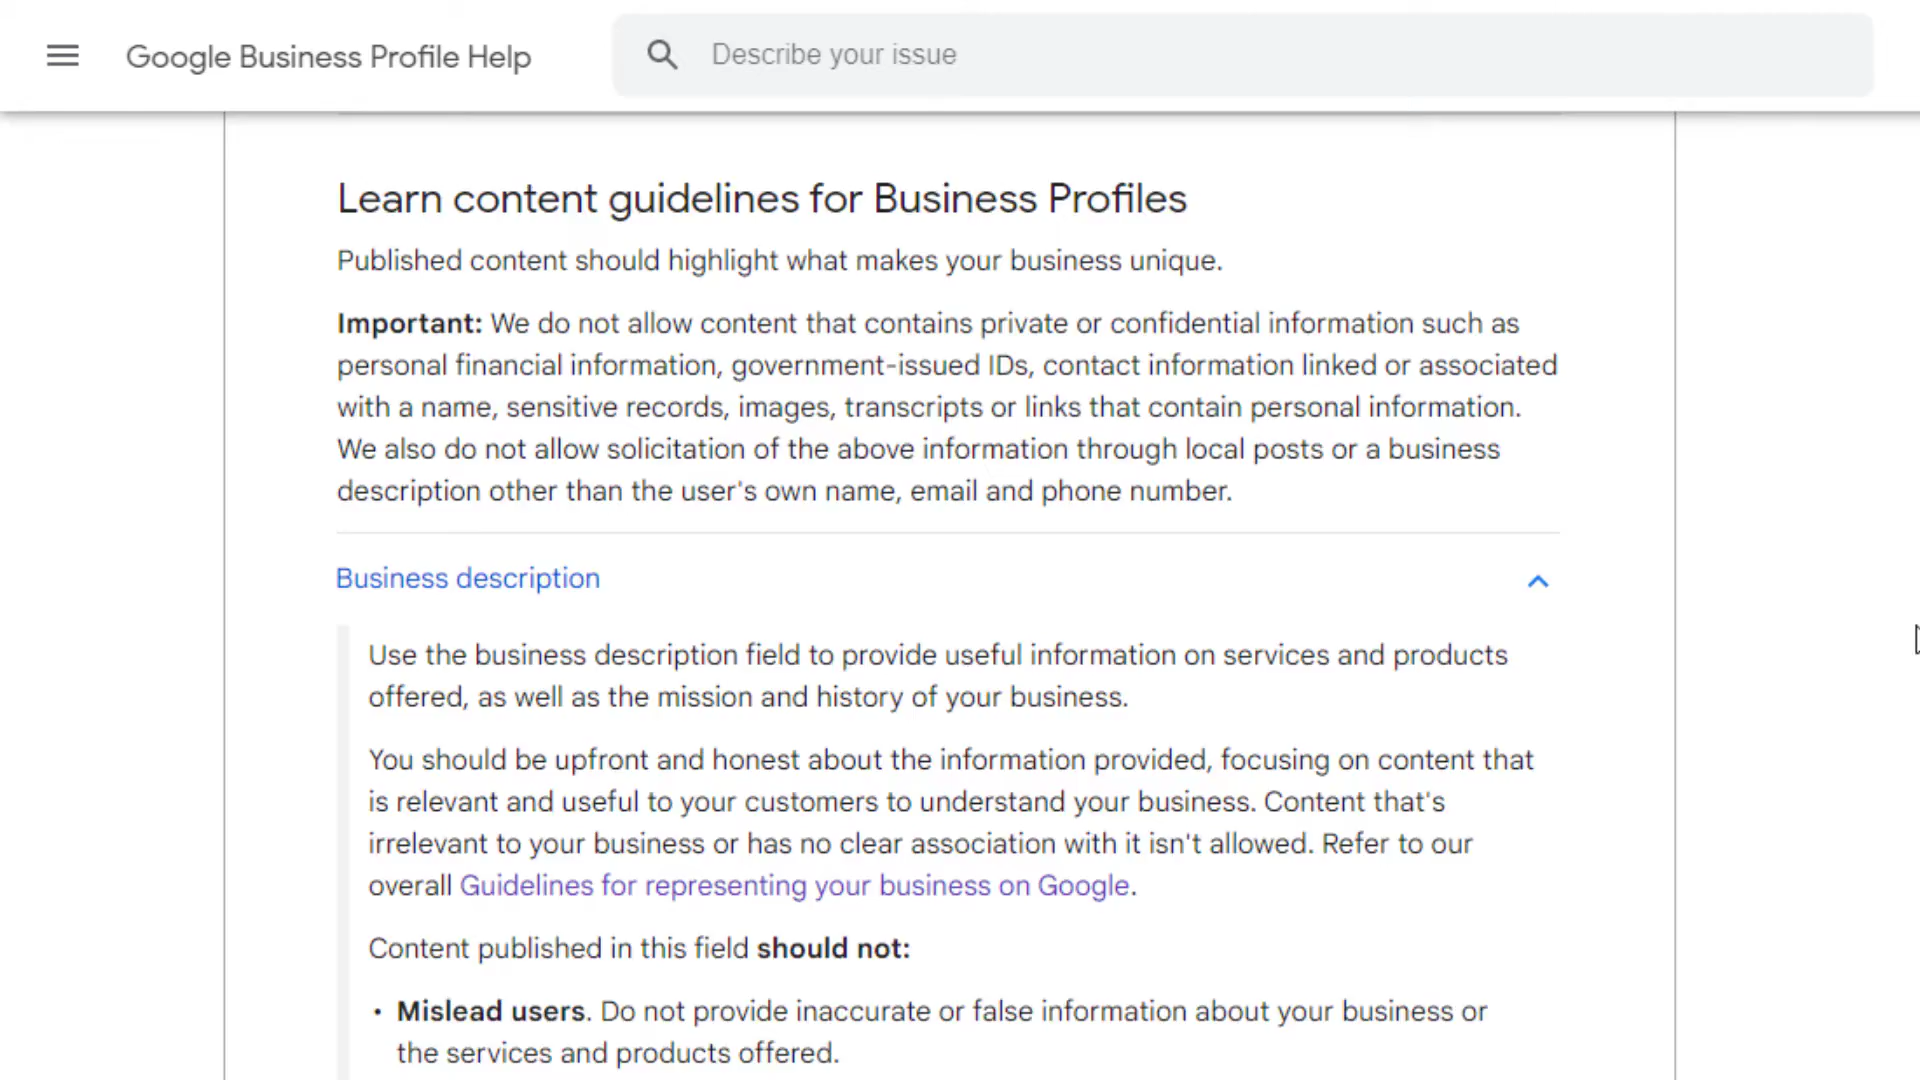 Google Business Profile Help
Describe your issue
Learn content guidelines for Business Profiles
Published content should highlight what makes your business unique.
Important: We do not allow content that contains private or confidential information such as
personal financial information, government-issued IDs, contact information linked or associated
with a name, sensitive records, images, transcripts or links that contain personal information.
We also do not allow solicitation of the above information through local posts or a business
description other than the user's own name, email and phone number.
Business description
Use the business description field to provide useful information on services and products
offered, as well as the mission and history of your business.
You should be upfront and honest about the information provided, focusing on content that
is relevant and useful to your customers to understand your business. Content that's
irrelevant to your business or has no clear association with it isn't allowed. Refer to our
overall Guidelines for representing your business on Google.
Content published in this field should not:
• Mislead users. Do not provide inaccurate or false information about your business or
the services and products offered.